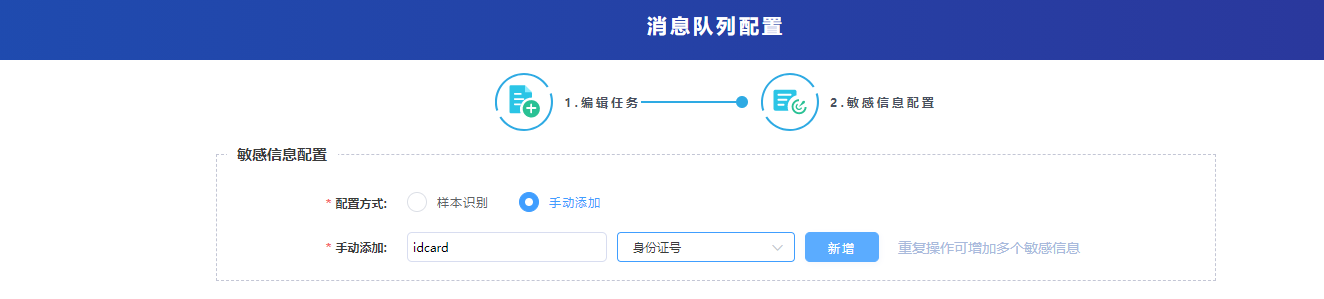 消息队列配置
1.编辑任务
2.敏感信息配置
敏感信息配置
* 配置方式: 样本识别 手动添加
* 手动添加: idcard 身份证号 新增 重复操作可增加多个敏感信息